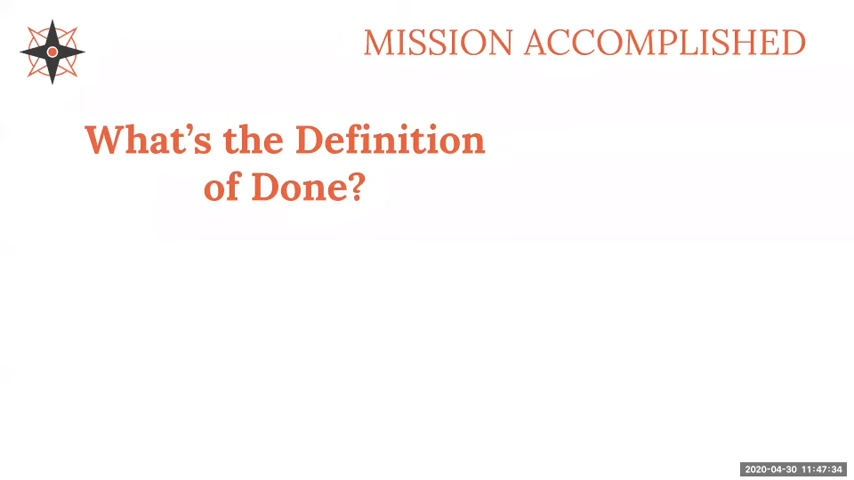 MISSION ACCOMPLISHED
What's the Definition
of Done?
2020-04-30 11:47:34